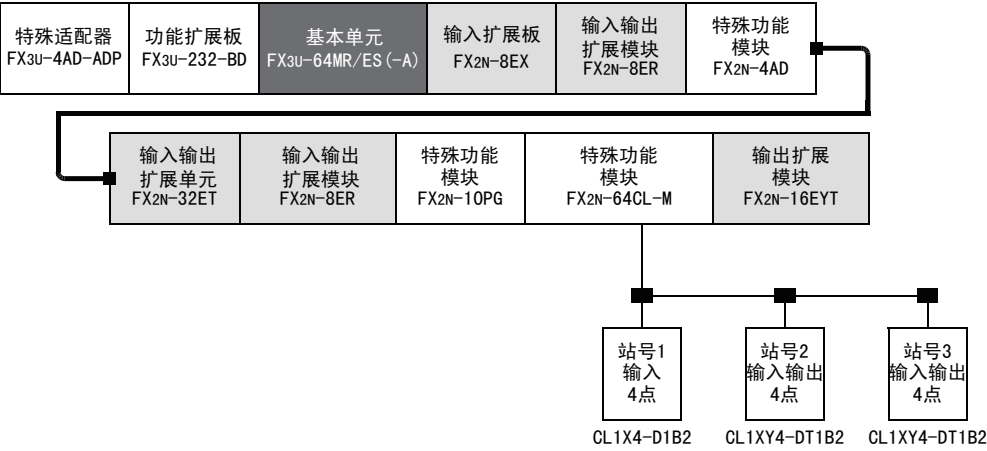 特殊适配器
FX3U-4AD-ADP
功能扩展板
FX3U-232-BD
基本单元
FX3U-64MR/ES(-A)
输入扩展板
FX2N-8EX
输入输出
扩展模块
FX2N-8ER
特殊功能
模块
FX2N-4AD
输入输出
扩展单元
FX2N-32ET
输入输出
扩展模块
FX2N-8ER
特殊功能
模块
FX2N-10PG
特殊功能
模块
FX2N-64CL-M
输出扩展
模块
FX2N-16EYT
站号1
输入
4点
CL1X4-D1B2
站号2
输入输出
4点
CL1XY4-DT1B2
站号3
输入输出
4点
CL1XY4-DT1B2